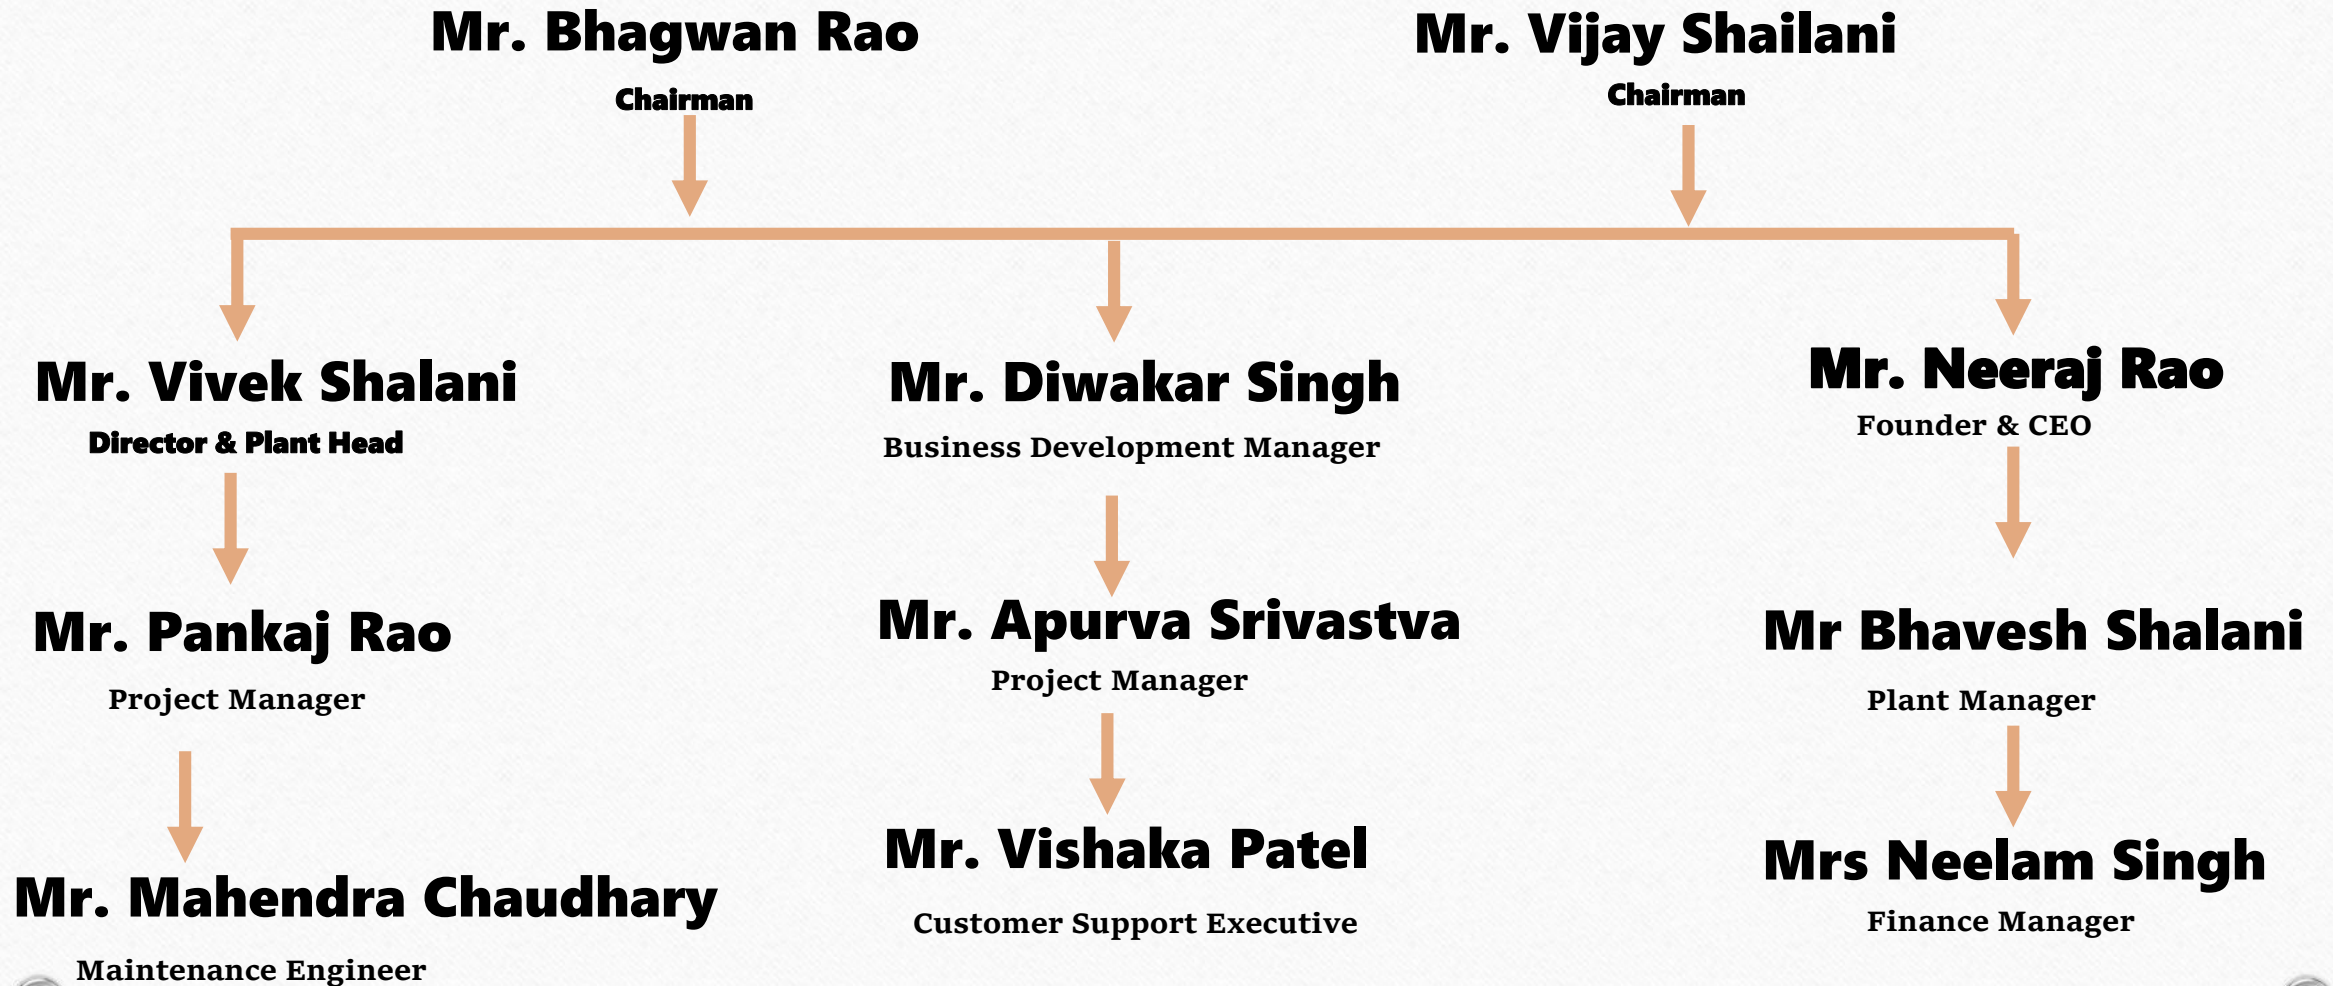 Mr. Bhagwan Rao
Chairman
Mr. Vijay Shailani
Chairman
Mr. Vivek Shalani
Director & Plant Head
Mr. Diwakar Singh
Business Development Manager
Mr. Neeraj Rao
Founder & CEO
Mr. Pankaj Rao
Project Manager
Mr. Apurva Srivastva
Project Manager
Mr Bhavesh Shalani
Plant Manager
Mr. Mahendra Chaudhary
Maintenance Engineer
Mr. Vishaka Patel
Customer Support Executive
Mrs Neelam Singh
Finance Manager